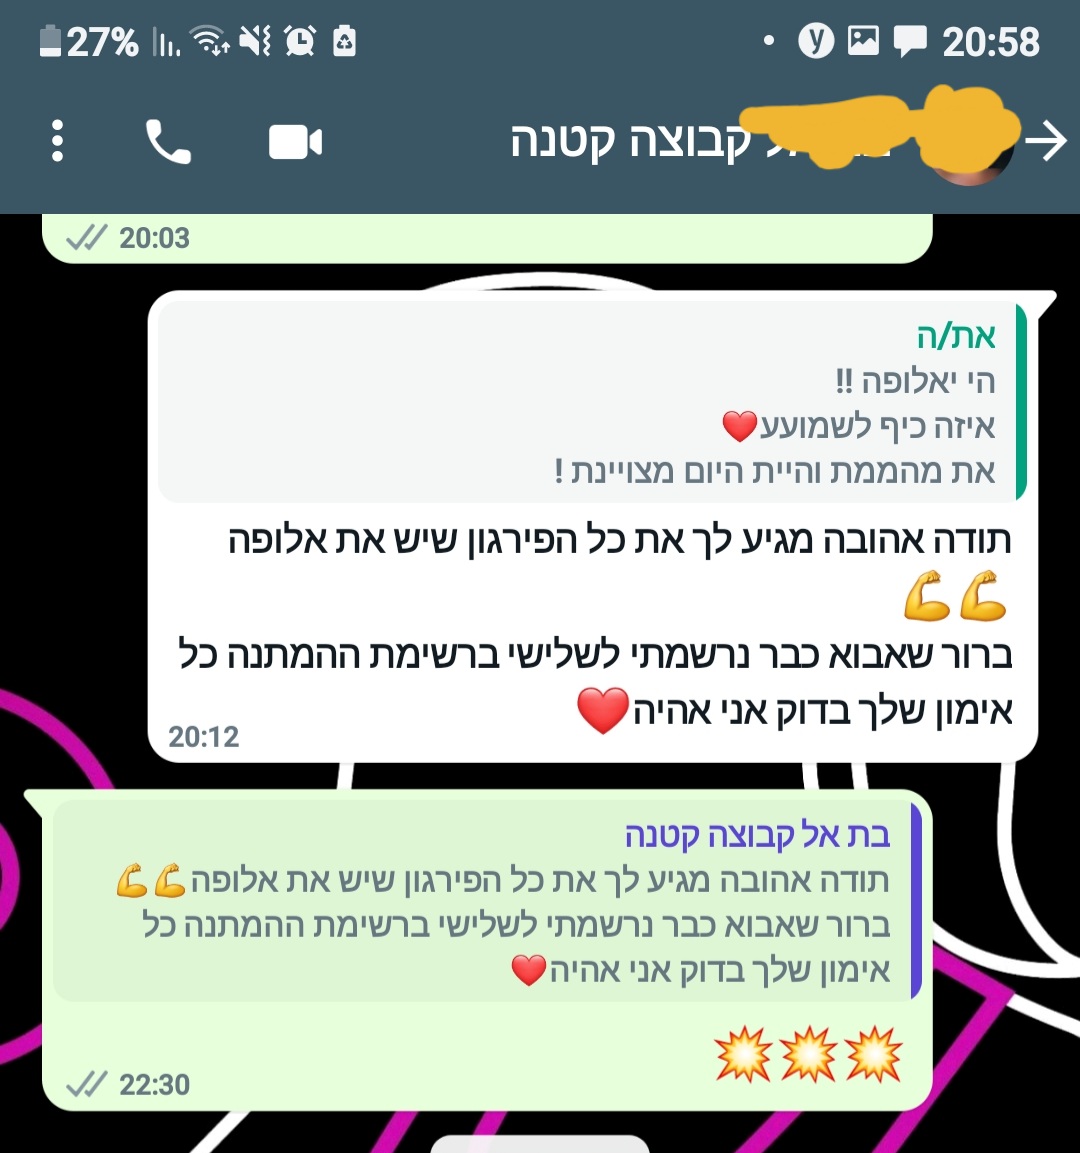 27%
20:58
קבוצה קטנה
20:03
את/ה
הי יאלופה !!
איזה כיף לשמועע❤️
את מהממת והיית היום מצויינת !
תודה אהובה מגיע לך את כל הפירגון שיש את אלופה
💪💪
ברור שאבוא כבר נרשמתי לשלישי ברשימת ההמתנה כל
אימון שלך בדוק אני אהיה❤️
20:12
בת אל קבוצה קטנה
תודה אהובה מגיע לך את כל הפירגון שיש את אלופה💪💪
ברור שאבוא כבר נרשמתי לשלישי ברשימת ההמתנה כל
אימון שלך בדוק אני אהיה❤️
💥💥💥
22:30